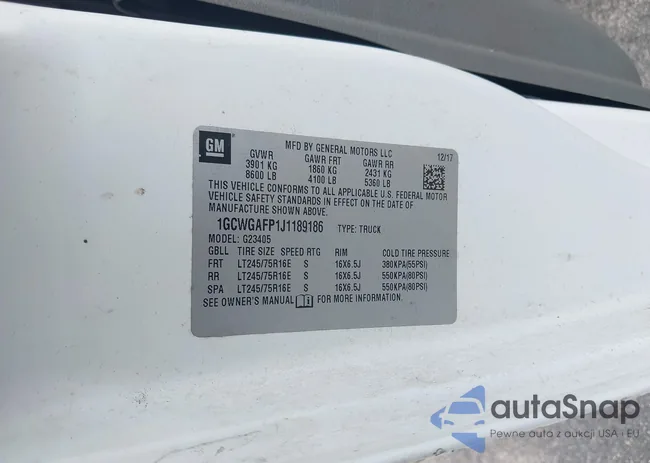 GM
MFD BY GENERAL MOTORS LLC
12/17
GVWR GAWR FRT GAWR RR
3901 KG 1860 KG 2431 KG
8600 LB 4100 LB 5360 LB
THIS VEHICLE CONFORMS TO ALL APPLICABLE U.S. FEDERAL MOTOR
VEHICLE SAFETY STANDARDS IN EFFECT ON THE DATE OF
MANUFACTURE SHOWN ABOVE.
1GCWGAFP1J1189186 TYPE: TRUCK
MODEL: G23405
GBLL TIRE SIZE SPEED RTG RIM COLD TIRE PRESSURE
FRT LT245/75R16E S 16X6.5J 380KPA(55PSI)
RR LT245/75R16E S 16X6.5J 550KPA(80PSI)
SPA LT245/75R16E S 16X6.5J 550KPA(80PSI)
SEE OWNER'S MANUAL FOR MORE INFORMATION.
autaSnap
Pewne auta z aukcji USA - EU